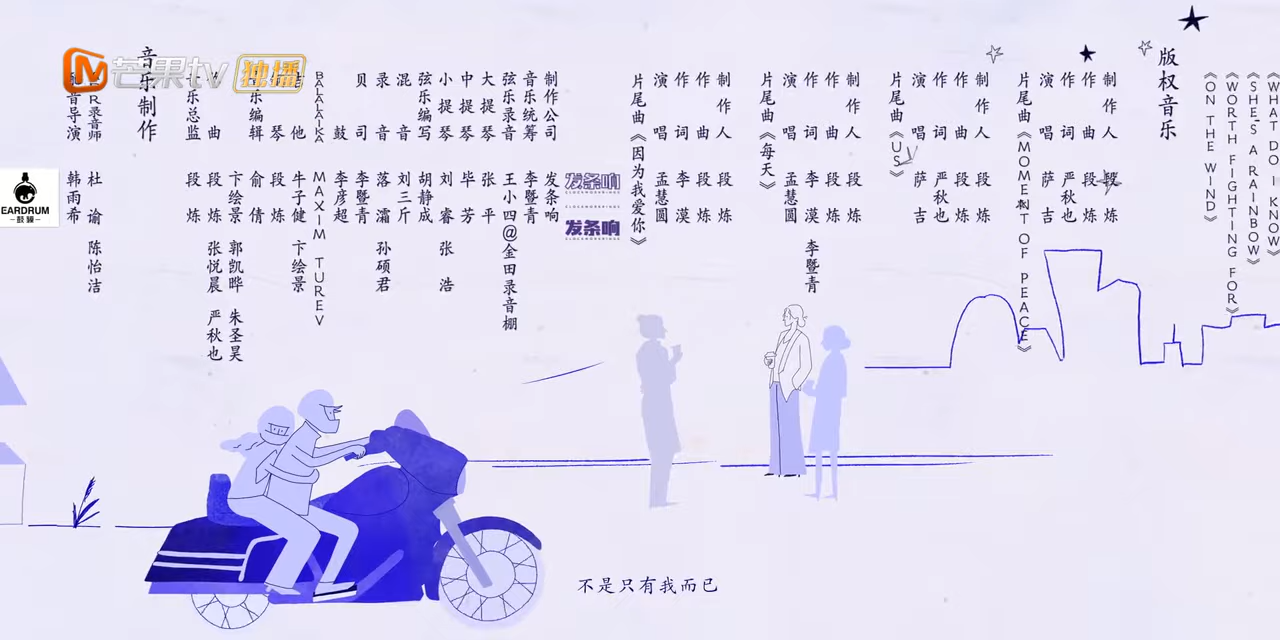 芒果tv 独播
音导演 韩雨希
录音师 杜谕 陈怡洁
EARDRUM
音乐制作
乐总监 段炼
曲 段炼 张悦晨 严秋也
卞绘景 郭凯晔 朱圣昊
乐编辑 俞倩
琴 段炼
他 牛子健 卞绘景
BALALAIKA MAXIM TUREV
鼓 李彦超
贝司 李暨青
录音 落瀟 孙硕君
混音 刘三斤
弦乐编写 胡静成
小提琴 刘睿 张浩
中提琴 毕芳
大提琴 张平
弦乐录音 王小四@金田录音棚
音乐统筹 李暨青
制作公司 发条响
发条响
发条响
片尾曲《因为我爱你》
演唱 孟慧圆
作词 李漠
作曲 段炼
制作人 段炼
片尾曲《每天》
演唱 孟慧圆
作词 李漠 李暨青
作曲 段炼
制作人 段炼
片尾曲《US》
演唱 萨吉
作词 严秋也
作曲 段炼
制作人 段炼
片尾曲《MOMENT OF PEACE》
演唱 萨吉
作词 严秋也
作曲 段炼
制作人 段炼
版权音乐
《ON THE WIND》
《WORTH FIGHTING FOR》
《SHE'S A RAINBOW》
《WHAT DO I KNOW》
不是只有我而已